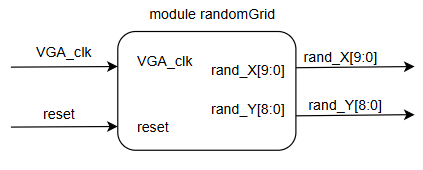 module randomGrid
VGA_clk
VGA_clk
rand_X[9:0]
rand_X[9:0]
reset
rand_Y[8:0]
rand_Y[8:0]
reset